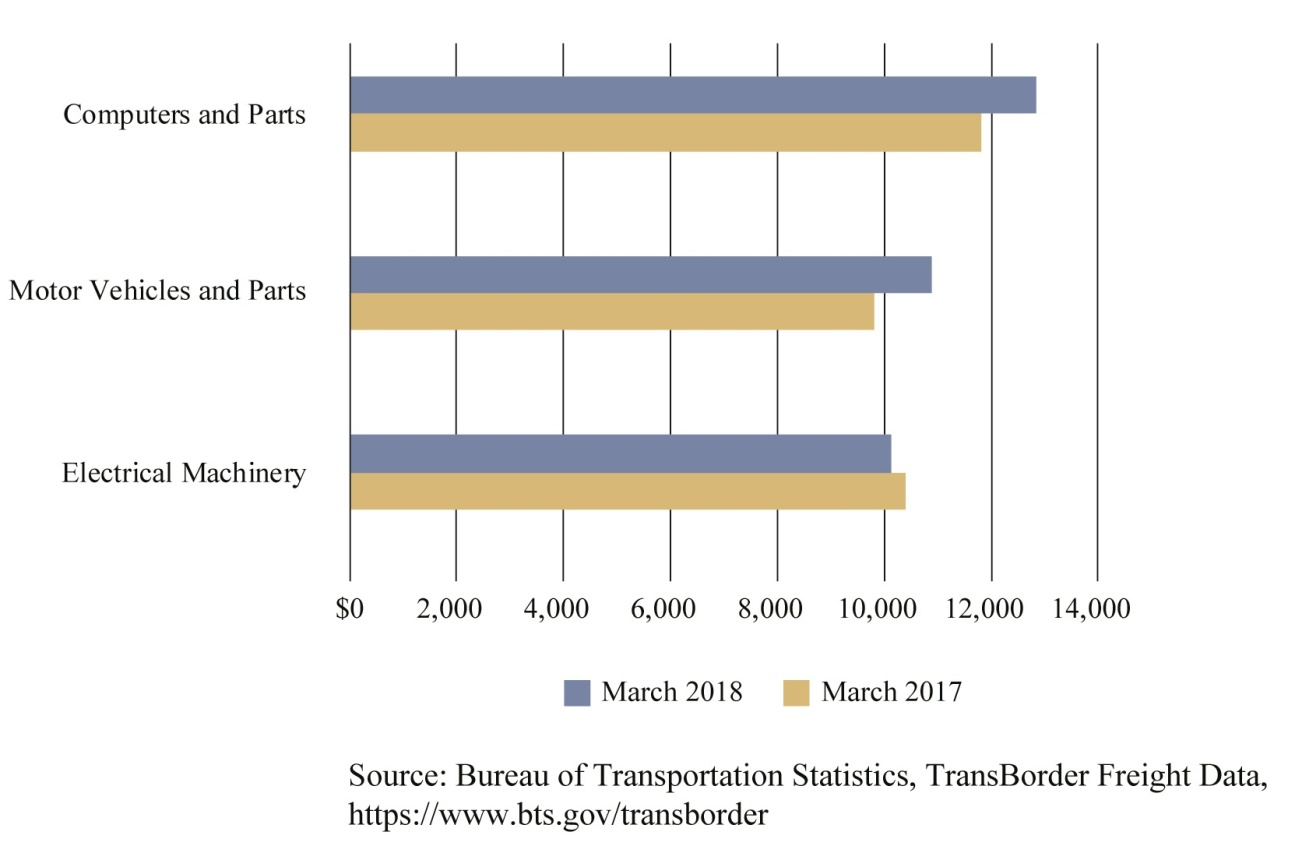 Computers and Parts
Motor Vehicles and Parts
Electrical Machinery
$0 2,000 4,000 6,000 8,000 10,000 12,000 14,000
March 2018 March 2017
Source: Bureau of Transportation Statistics, TransBorder Freight Data,
https://www.bts.gov/transborder